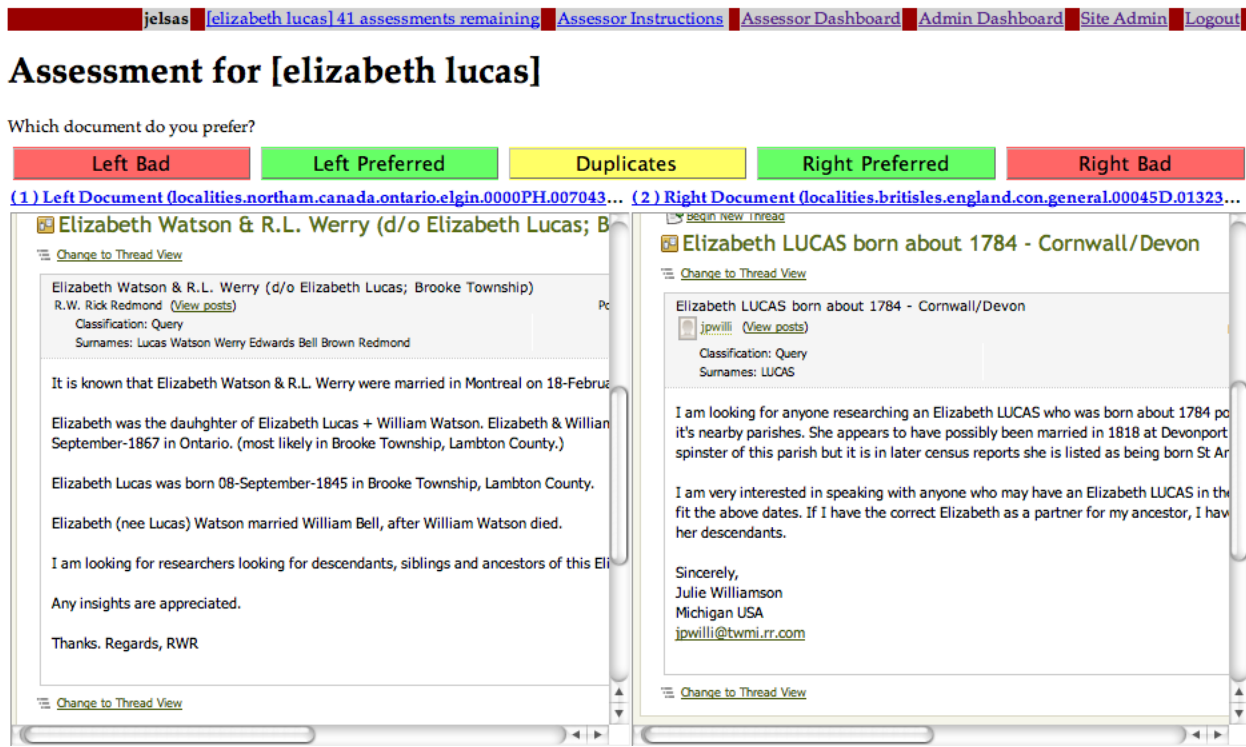 jelsas [elizabeth lucas] 41 assessments remaining Assessor Instructions Assessor Dashboard Admin Dashboard Site Admin Logout
Assessment for [elizabeth lucas]
Which document do you prefer?
Left Bad Left Preferred Duplicates Right Preferred Right Bad
(1) Left Document (localities.northam.canada.ontario.elgin.0000PH.007043...
Elizabeth Watson & R.L. Werry (d/o Elizabeth Lucas; B
Change to Thread View
Elizabeth Watson & R.L. Werry (d/o Elizabeth Lucas; Brooke Township)
R.W. Rick Redmond (View posts) Po
Classification: Query
Surnames: Lucas Watson Werry Edwards Bell Brown Redmond
It is known that Elizabeth Watson & R.L. Werry were married in Montreal on 18-Februa
Elizabeth was the dauhghter of Elizabeth Lucas + William Watson. Elizabeth & William
September-1867 in Ontario. (most likely in Brooke Township, Lambton County.)
Elizabeth Lucas was born 08-September-1845 in Brooke Township, Lambton County.
Elizabeth (nee Lucas) Watson married William Bell, after William Watson died.
I am looking for researchers looking for descendants, siblings and ancestors of this Eli
Any insights are appreciated.
Thanks. Regards, RWR
Change to Thread View
(2) Right Document (localities.britisles.england.con.general.00045D.01323...
Begin New Thread
Elizabeth LUCAS born about 1784 - Cornwall/Devon
Change to Thread View
Elizabeth LUCAS born about 1784 - Cornwall/Devon
jpwilli (View posts)
Classification: Query
Surnames: LUCAS
I am looking for anyone researching an Elizabeth LUCAS who was born about 1784 po
it's nearby parishes. She appears to have possibly been married in 1818 at Devonport
spinster of this parish but it is in later census reports she is listed as being born St Ar
I am very interested in speaking with anyone who may have an Elizabeth LUCAS in the
fit the above dates. If I have the correct Elizabeth as a partner for my ancestor, I hav
her descendants.
Sincerely,
Julie Williamson
Michigan USA
jpwilli@twmi.rr.com
Change to Thread View